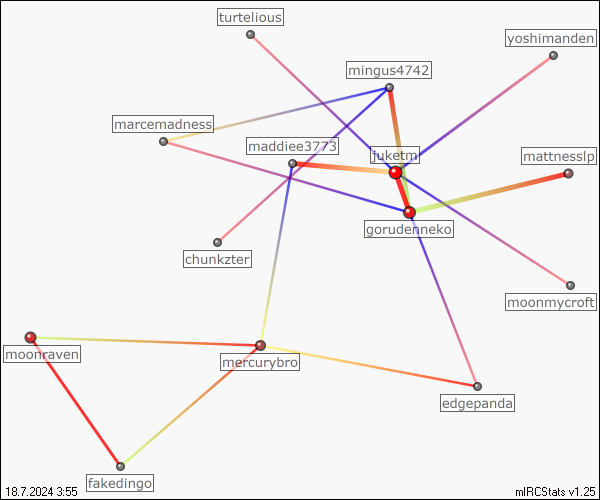 turtelious
yoshimanden
mingus4742
marcemadness
maddiee3773
juketm
mattnesslp
gorudenneko
chunkzter
moonmycroft
moonraven
mercurybro
edgepanda
fakedingo
18.7.2024 3:55
mIRCStats v1.25